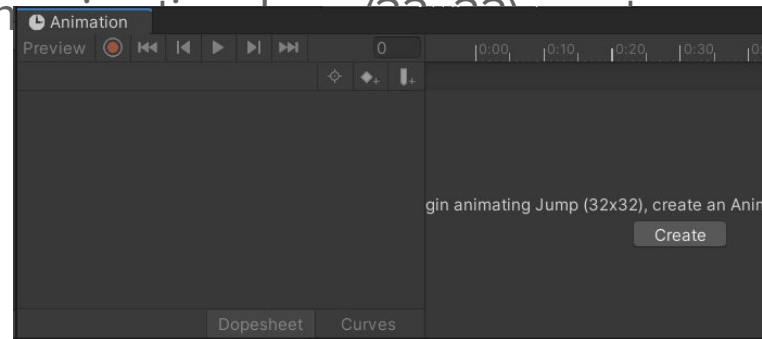 Animation
Preview 0 0:00 0:10 0:20 0:30
gin animating Jump (32x32), create an Anim
Create
Dopesheet Curves